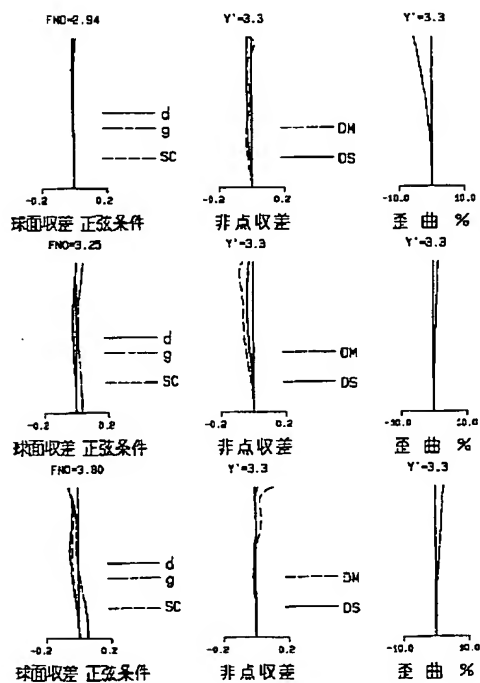 FNO=2.94 Y'=3.3 Y'=3.3
d
g
SC
DM
DS
-0.2 0.2 -0.2 0.2 -10.0 10.0
球面収差 正弦条件 非点収差 歪曲 %
FNO=3.25 Y'=3.3 Y'=3.3
d
g
SC
DM
DS
-0.2 0.2 -0.2 0.2 -10.0 10.0
球面収差 正弦条件 非点収差 歪曲 %
FNO=3.80 Y'=3.3 Y'=3.3
d
g
SC
DM
DS
-0.2 0.2 -0.2 0.2 -10.0 10.0
球面収差 正弦条件 非点収差 歪曲 %